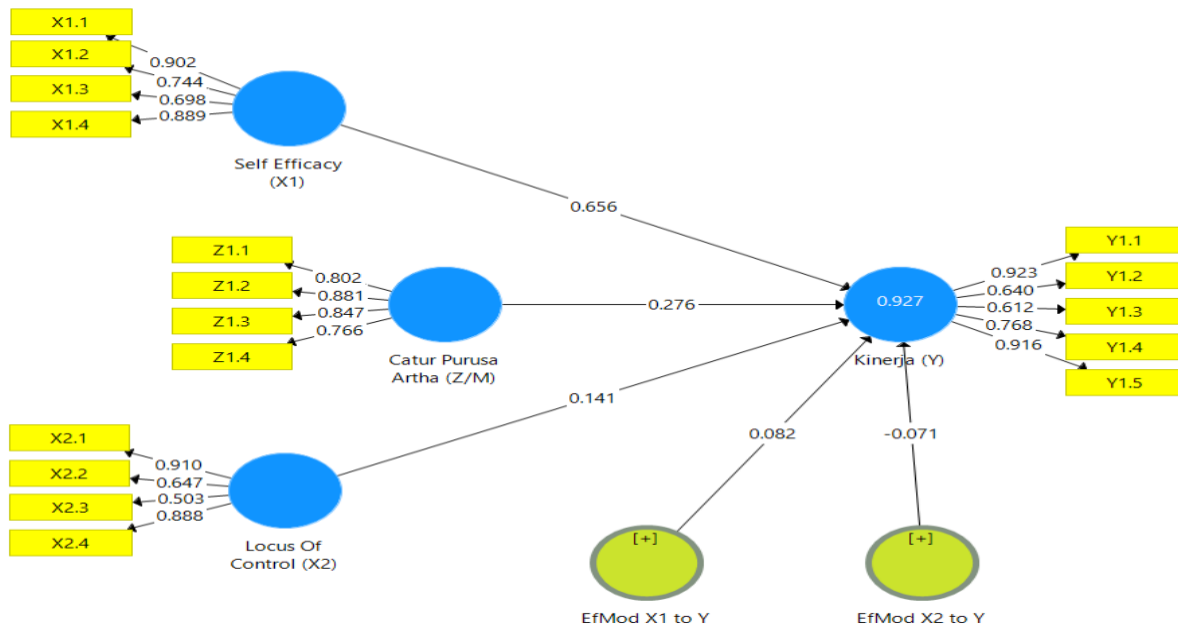 X1.1
X1.2
X1.3
X1.4
0.902
0.744
0.698
0.889
Self Efficacy
(X1)
0.656
Z1.1
Z1.2
Z1.3
Z1.4
0.802
0.881
0.847
0.766
Catur Purusa
Artha (Z/M)
0.276
X2.1
X2.2
X2.3
X2.4
0.910
0.647
0.503
0.888
Locus Of
Control (X2)
0.141
0.927
Kinerja (Y)
0.923
0.640
0.612
0.768
0.916
Y1.1
Y1.2
Y1.3
Y1.4
Y1.5
0.082
-0.071
[+]
EfMod X1 to Y
[+]
EfMod X2 to Y